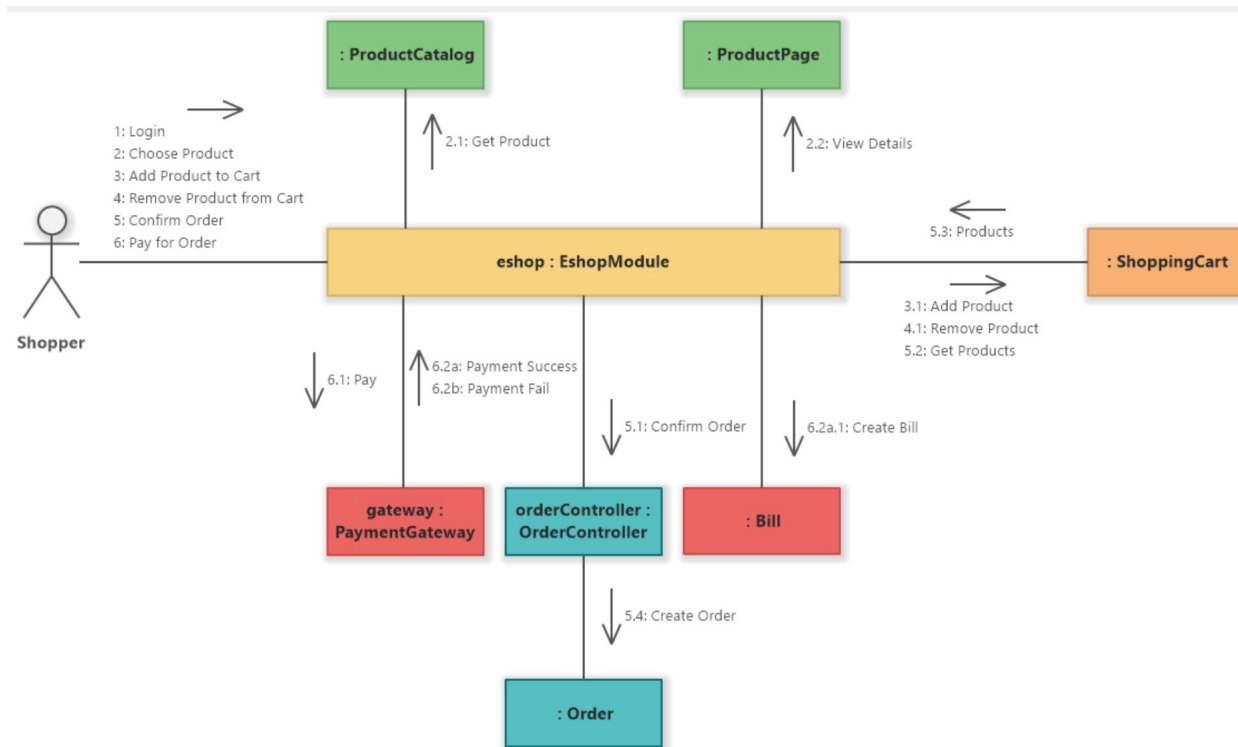 : ProductCatalog
: ProductPage
1: Login
2: Choose Product
3: Add Product to Cart
4: Remove Product from Cart
5: Confirm Order
6: Pay for Order
2.1: Get Product
2.2: View Details
5.3: Products
eshop : EshopModule
: ShoppingCart
3.1: Add Product
4.1: Remove Product
5.2: Get Products
Shopper
6.1: Pay
6.2a: Payment Success
6.2b: Payment Fail
5.1: Confirm Order
6.2a.1: Create Bill
gateway :
PaymentGateway
orderController :
OrderController
: Bill
5.4: Create Order
: Order